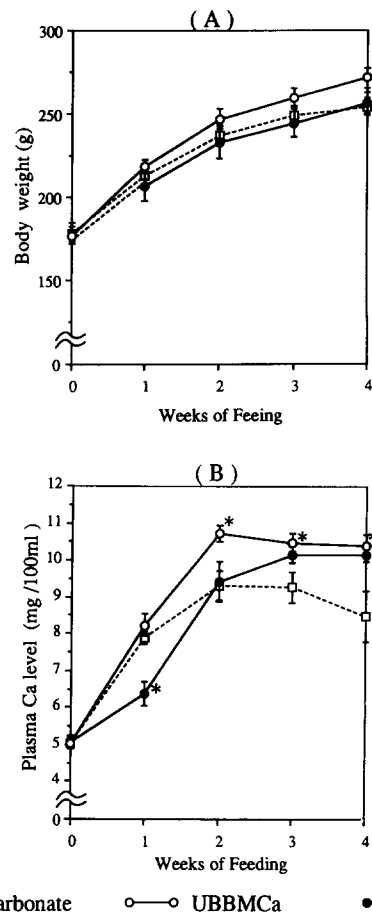 ( A )
300
250
200
150
0
Body weight (g)
0 1 2 3 4
Weeks of Feeing
( B )
12
11
10
9
8
7
6
5
4
0
Plasma Ca level (mg /100ml)
*
*
*
0 1 2 3 4
Weeks of Feeding
arbonate UBBMCa